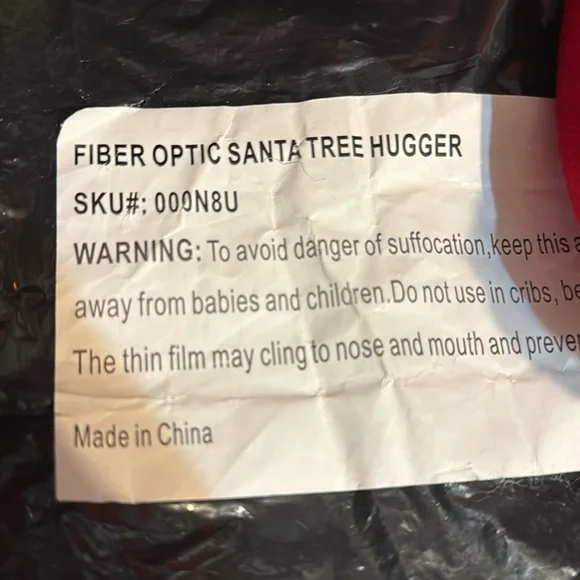 FIBER OPTIC SANTA TREE HUGGER
SKU#: 000N8U
WARNING: To avoid danger of suffocation,keep this
away from babies and children.Do not use in cribs,
The thin film may cling to nose and mouth and
Made in China